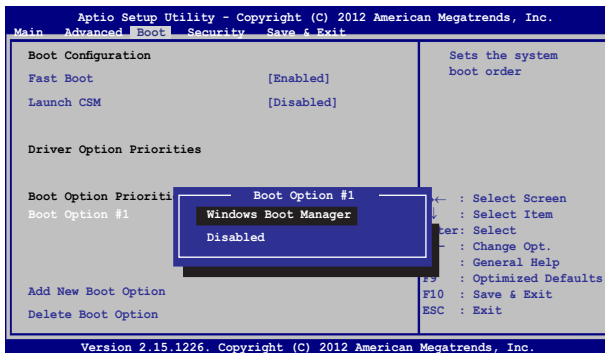 Aptio Setup Utility - Copyright (C) 2012 American Megatrends, Inc.
Main Advanced Boot Security Save & Exit
Boot Configuration
Fast Boot [Enabled]
Launch CSM [Disabled]
Driver Option Priorities
Boot Option Prioriti
Boot Option #1
Boot Option #1
Windows Boot Manager
Disabled
Add New Boot Option
Delete Boot Option
Sets the system
boot order
← : Select Screen
: Select Item
ter: Select
- : Change Opt.
: General Help
F9 : Optimized Defaults
F10 : Save & Exit
ESC : Exit
Version 2.15.1226. Copyright (C) 2012 American Megatrends, Inc.